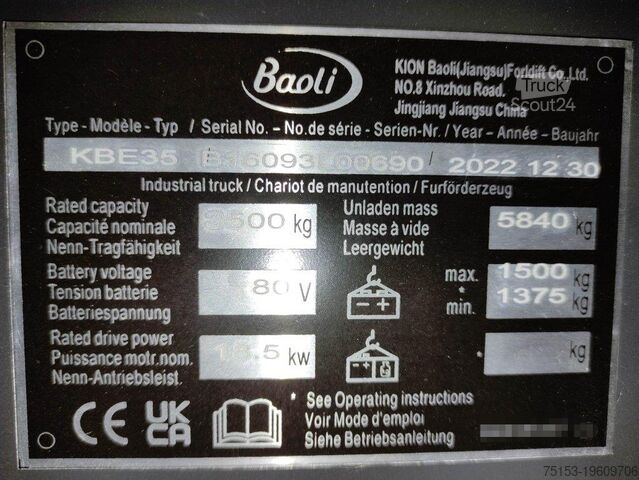 Baoli
KION Baoli(Jiangsu)Forklift Co.,Ltd.
NO.8 Xinzhou Road,
Jingjiang Jiangsu China
Truck
Scout24
Type - Modèle - Typ / Serial No. – No.de série - Serien-Nr. / Year – Année – Baujahr
KBE35 / 2022 12 30
Industrial truck / Chariot de manutention / Furförderzeug
Rated capacity
Capacité nominale
Nenn-Tragfähigkeit
3500 kg
Unladen mass
Masse à vide
Leergewicht
5840 kg
Battery voltage
Tension batterie
Batteriespannung
80 V
- +
max. 1500 kg
*
min. 1375 kg
Rated drive power
Puissance motr.nom.
Nenn-Antriebsleist.
kw
- +
kg
CE
UK
CA
* See Operating instructions
Voir Mode d'emploi
Siehe Betriebsanleitung
75153-19609706